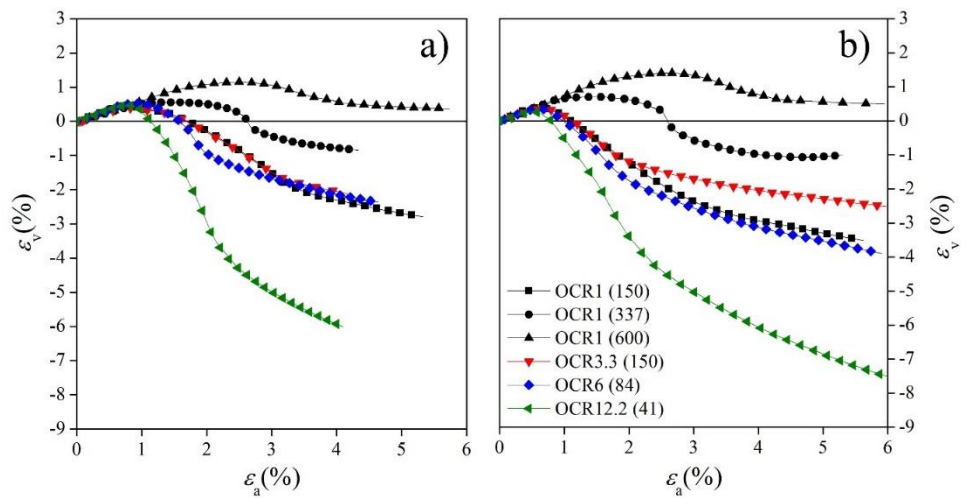 a)
3
2
1
0
-1
-2
-3
-4
-5
-6
-7
-8
-9
εv (%)
0 1 2 3 4 5 6
εa(%)
b)
OCR1 (150)
OCR1 (337)
OCR1 (600)
OCR3.3 (150)
OCR6 (84)
OCR12.2 (41)
0 1 2 3 4 5 6
εa(%)
3
2
1
0
-1
-2
-3
-4
-5
-6
-7
-8
-9
εv (%)